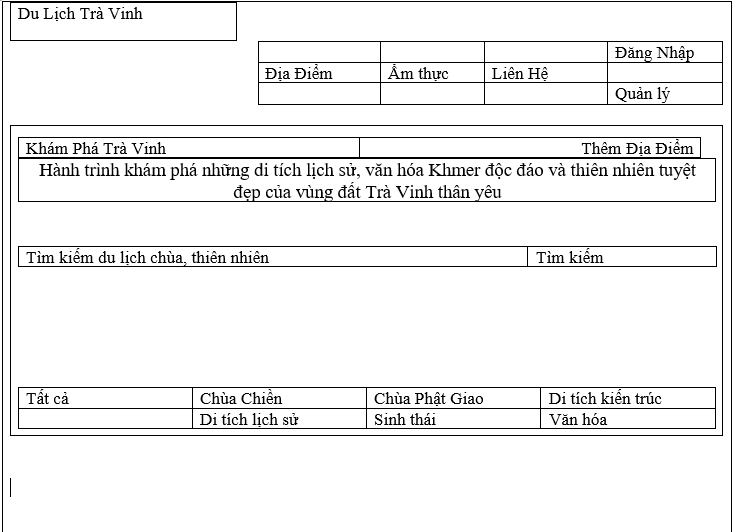 Du Lịch Trà Vinh
Đăng Nhập
Địa Điểm Ẩm thực Liên Hệ
Quản lý
Khám Phá Trà Vinh Thêm Địa Điểm
Hành trình khám phá những di tích lịch sử, văn hóa Khmer độc đáo và thiên nhiên tuyệt
đẹp của vùng đất Trà Vinh thân yêu
Tìm kiếm du lịch chùa, thiên nhiên Tìm kiếm
Tất cả Chùa Chiền Chùa Phật Giao Di tích kiến trúc
Di tích lịch sử Sinh thái Văn hóa